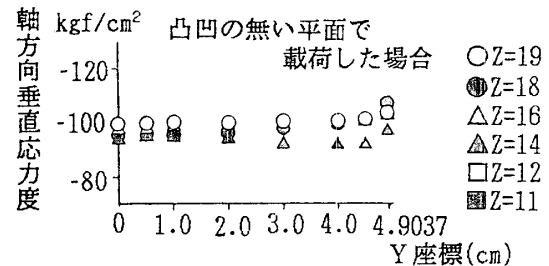 軸方向垂直応力度
kgf/cm²
凸凹の無い平面で
載荷した場合
-120
-100
-80
0 1.0 2.0 3.0 4.0 4.9037
Y座標(cm)
Z=19
Z=18
Z=16
Z=14
Z=12
Z=11